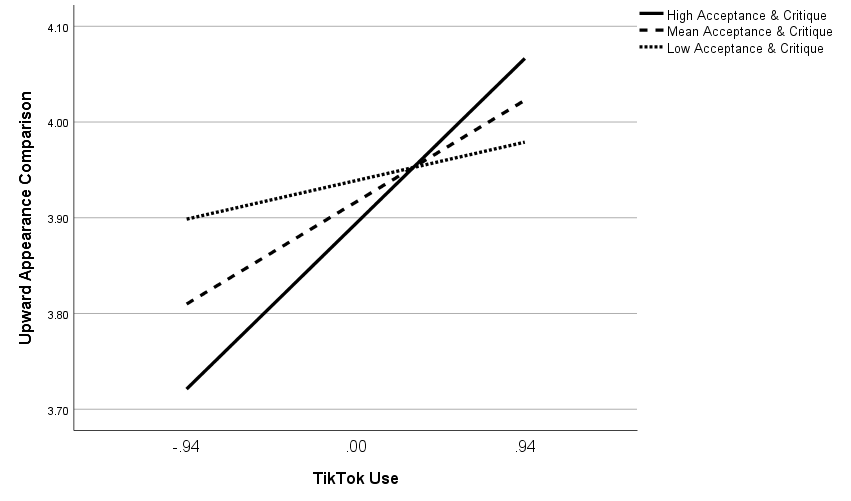 High Acceptance & Critique
Mean Acceptance & Critique
Low Acceptance & Critique
Upward Appearance Comparison
4.10
4.00
3.90
3.80
3.70
-.94
.00
.94
TikTok Use